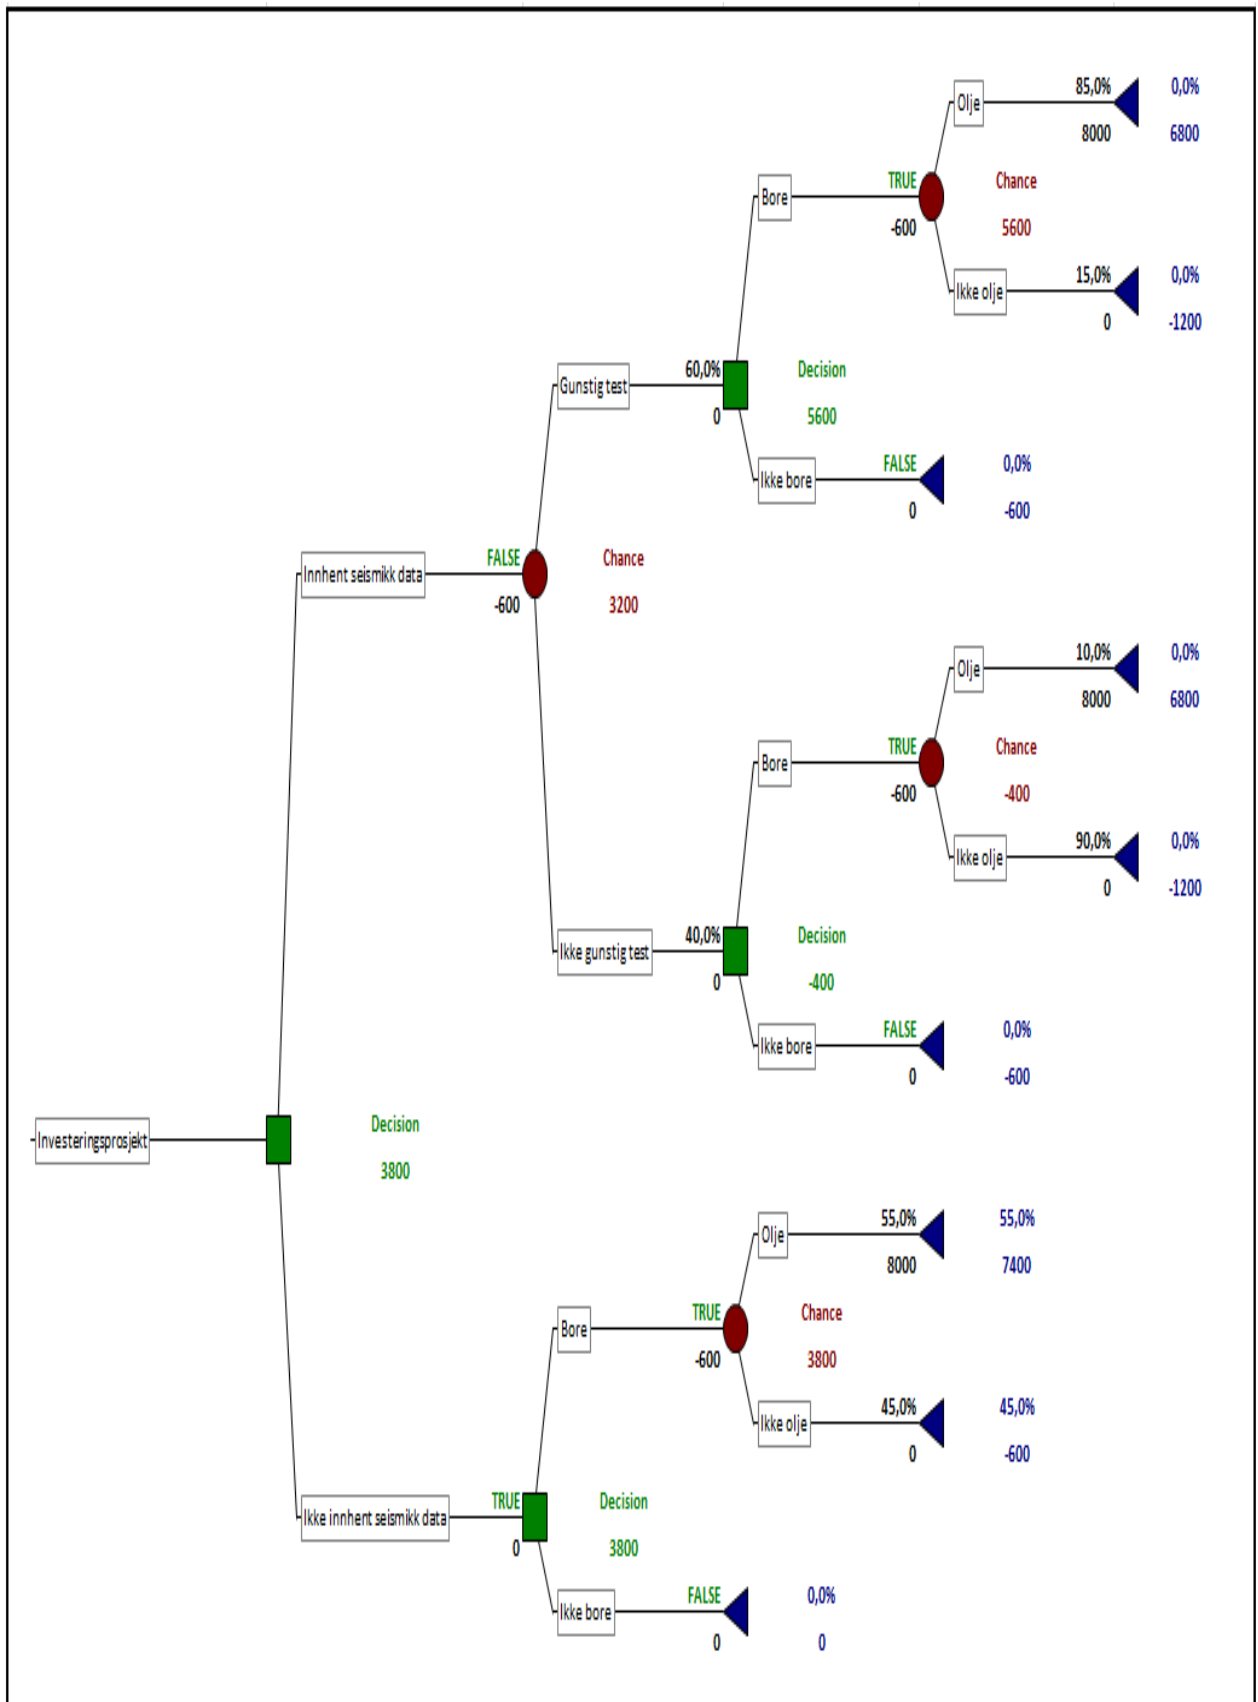 Olje 85,0% 0,0%
8000 6800
Bore TRUE Chance
-600 5600
Ikke olje 15,0% 0,0%
0 -1200
Gunstig test 60,0% Decision
0 5600
Ikke bore FALSE 0,0%
0 -600
Innhent seismikk data FALSE Chance
-600 3200
Olje 10,0% 0,0%
8000 6800
Bore TRUE Chance
-600 -400
Ikke olje 90,0% 0,0%
0 -1200
Ikke gunstig test 40,0% Decision
0 -400
Ikke bore FALSE 0,0%
0 -600
Investeringsprosjekt Decision
3800
Olje 55,0% 55,0%
8000 7400
Bore TRUE Chance
-600 3800
Ikke olje 45,0% 45,0%
0 -600
Ikke innhent seismikk data TRUE Decision
0 3800
Ikke bore FALSE 0,0%
0 0